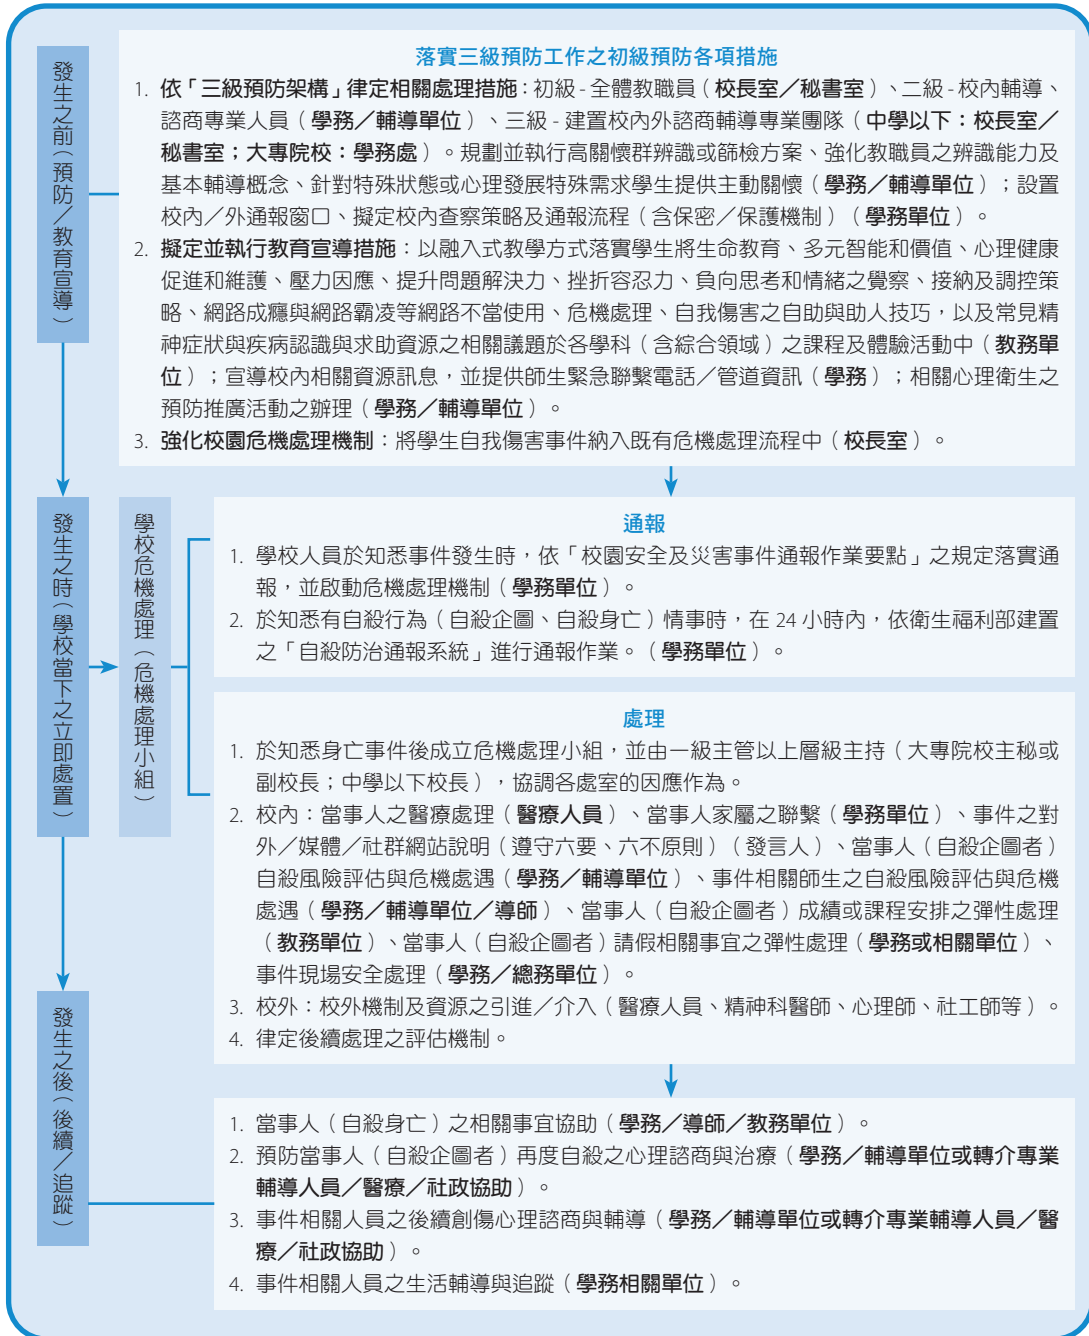 發生之前（預防／教育宣導）
落實三級預防工作之初級預防各項措施
1. 依「三級預防架構」律定相關處理措施：初級 - 全體教職員（校長室／秘書室）、二級 - 校內輔導、
諮商專業人員（學務／輔導單位）、三級 - 建置校內外諮商輔導專業團隊（中學以下：校長室／
秘書室；大專院校：學務處）。規劃並執行高關懷群辨識或篩檢方案、強化教職員之辨識能力及
基本輔導概念、針對特殊狀態或心理發展特殊需求學生提供主動關懷（學務／輔導單位）；設置
校內／外通報窗口、擬定校內查察策略及通報流程（含保密／保護機制）（學務單位）。
2. 擬定並執行教育宣導措施：以融入式教學方式落實學生將生命教育、多元智能和價值、心理健康
促進和維護、壓力因應、提升問題解決力、挫折容忍力、負向思考和情緒之覺察、接納及調控策
略、網路成癮與網路霸凌等網路不當使用、危機處理、自我傷害之自助與助人技巧，以及常見精
神症狀與疾病認識與求助資源之相關議題於各學科（含綜合領域）之課程及體驗活動中（教務單
位）；宣導校內相關資源訊息，並提供師生緊急聯繫電話／管道資訊（學務）；相關心理衛生之
預防推廣活動之辦理（學務／輔導單位）。
3. 強化校園危機處理機制：將學生自我傷害事件納入既有危機處理流程中（校長室）。
發生之時（學校當下之立即處置）
學校危機處理（危機處理小組）
通報
1. 學校人員於知悉事件發生時，依「校園安全及災害事件通報作業要點」之規定落實通
報，並啟動危機處理機制（學務單位）。
2. 於知悉有自殺行為（自殺企圖、自殺身亡）情事時，在 24 小時內，依衛生福利部建置
之「自殺防治通報系統」進行通報作業。（學務單位）。
處理
1. 於知悉身亡事件後成立危機處理小組，並由一級主管以上層級主持（大專院校主秘或
副校長；中學以下校長），協調各處室的因應作為。
2. 校內：當事人之醫療處理（醫療人員）、當事人家屬之聯繫（學務單位）、事件之對
外／媒體／社群網站說明（遵守六要、六不原則）（發言人）、當事人（自殺企圖者）
自殺風險評估與危機處遇（學務／輔導單位）、事件相關師生之自殺風險評估與危機
處遇（學務／輔導單位／導師）、當事人（自殺企圖者）成績或課程安排之彈性處理
（教務單位）、當事人（自殺企圖者）請假相關事宜之彈性處理（學務或相關單位）、
事件現場安全處理（學務／總務單位）。
3. 校外：校外機制及資源之引進／介入（醫療人員、精神科醫師、心理師、社工師等）。
4. 律定後續處理之評估機制。
發生之後（後續／追蹤）
1. 當事人（自殺身亡）之相關事宜協助（學務／導師／教務單位）。
2. 預防當事人（自殺企圖者）再度自殺之心理諮商與治療（學務／輔導單位或轉介專業
輔導人員／醫療／社政協助）。
3. 事件相關人員之後續創傷心理諮商與輔導（學務／輔導單位或轉介專業輔導人員／醫
療／社政協助）。
4. 事件相關人員之生活輔導與追蹤（學務相關單位）。